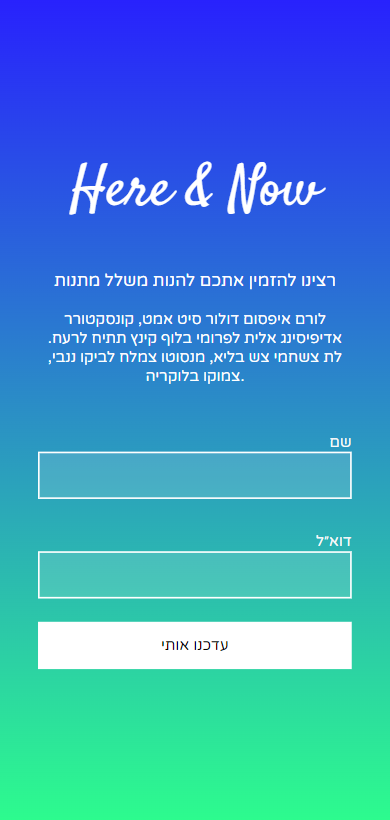 Here & Now
רצינו להזמין אתכם להנות משלל מתנות
לורם איפסום דולור סיט אמט, קונסקטורר
אדיפיסינג אלית לפרומי בלוף קינץ תתיח לרעח.
לת צשחמי צש בליא, מנסוטו צמלח לביקו ננבי,
צמוקו בלוקריה.
שם
דוא״ל
עדכנו אותי